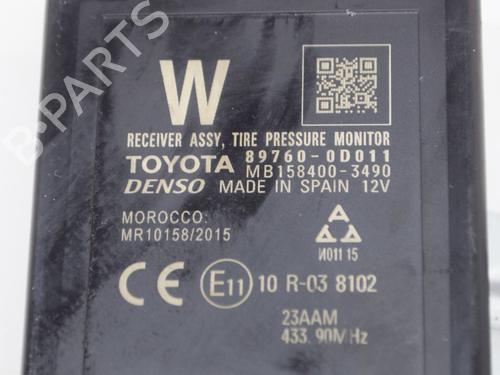 B-PARTS
W
RECEIVER ASSY, TIRE PRESSURE MONITOR
TOYOTA 89760-0D011
MB158400-3490
DENSO MADE IN SPAIN 12V
MOROCCO:
MR10158/2015
И011 15
CE E11 10 R-03 8102
23AAM
433.90MHz